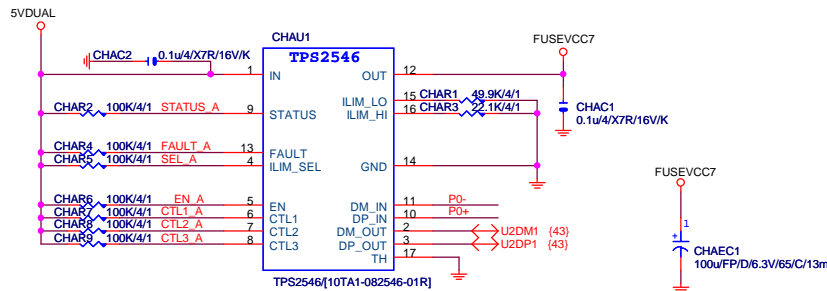 5VDUAL
CHAU1
CHAC2 0.1u/4/X7R/16V/K
TPS2546
FUSEVCC7
1 IN OUT 12
CHAR2 100K/4/1 STATUS_A 9 STATUS
ILIM_LO 15 CHAR1 49.9K/4/1
ILIM_HI 16 CHAR3 22.1K/4/1
CHAC1
0.1u/4/X7R/16V/K
CHAR4 100K/4/1 FAULT_A 13 FAULT
CHAR5 100K/4/1 SEL_A 4 ILIM_SEL
GND 14
FUSEVCC7
CHAR6 100K/4/1 EN_A 5 EN
CHAR7 100K/4/1 CTL1_A 6 CTL1
CHAR8 100K/4/1 CTL2_A 7 CTL2
CHAR9 100K/4/1 CTL3_A 8 CTL3
DM_IN 11 P0-
DP_IN 10 P0+
DM_OUT 2 U2DM1 {43}
DP_OUT 3 U2DP1 {43}
TH 17
1
+
CHAEC1
100u/FP/D/6.3V/65/C/13m
TPS2546/[10TA1-082546-01R]